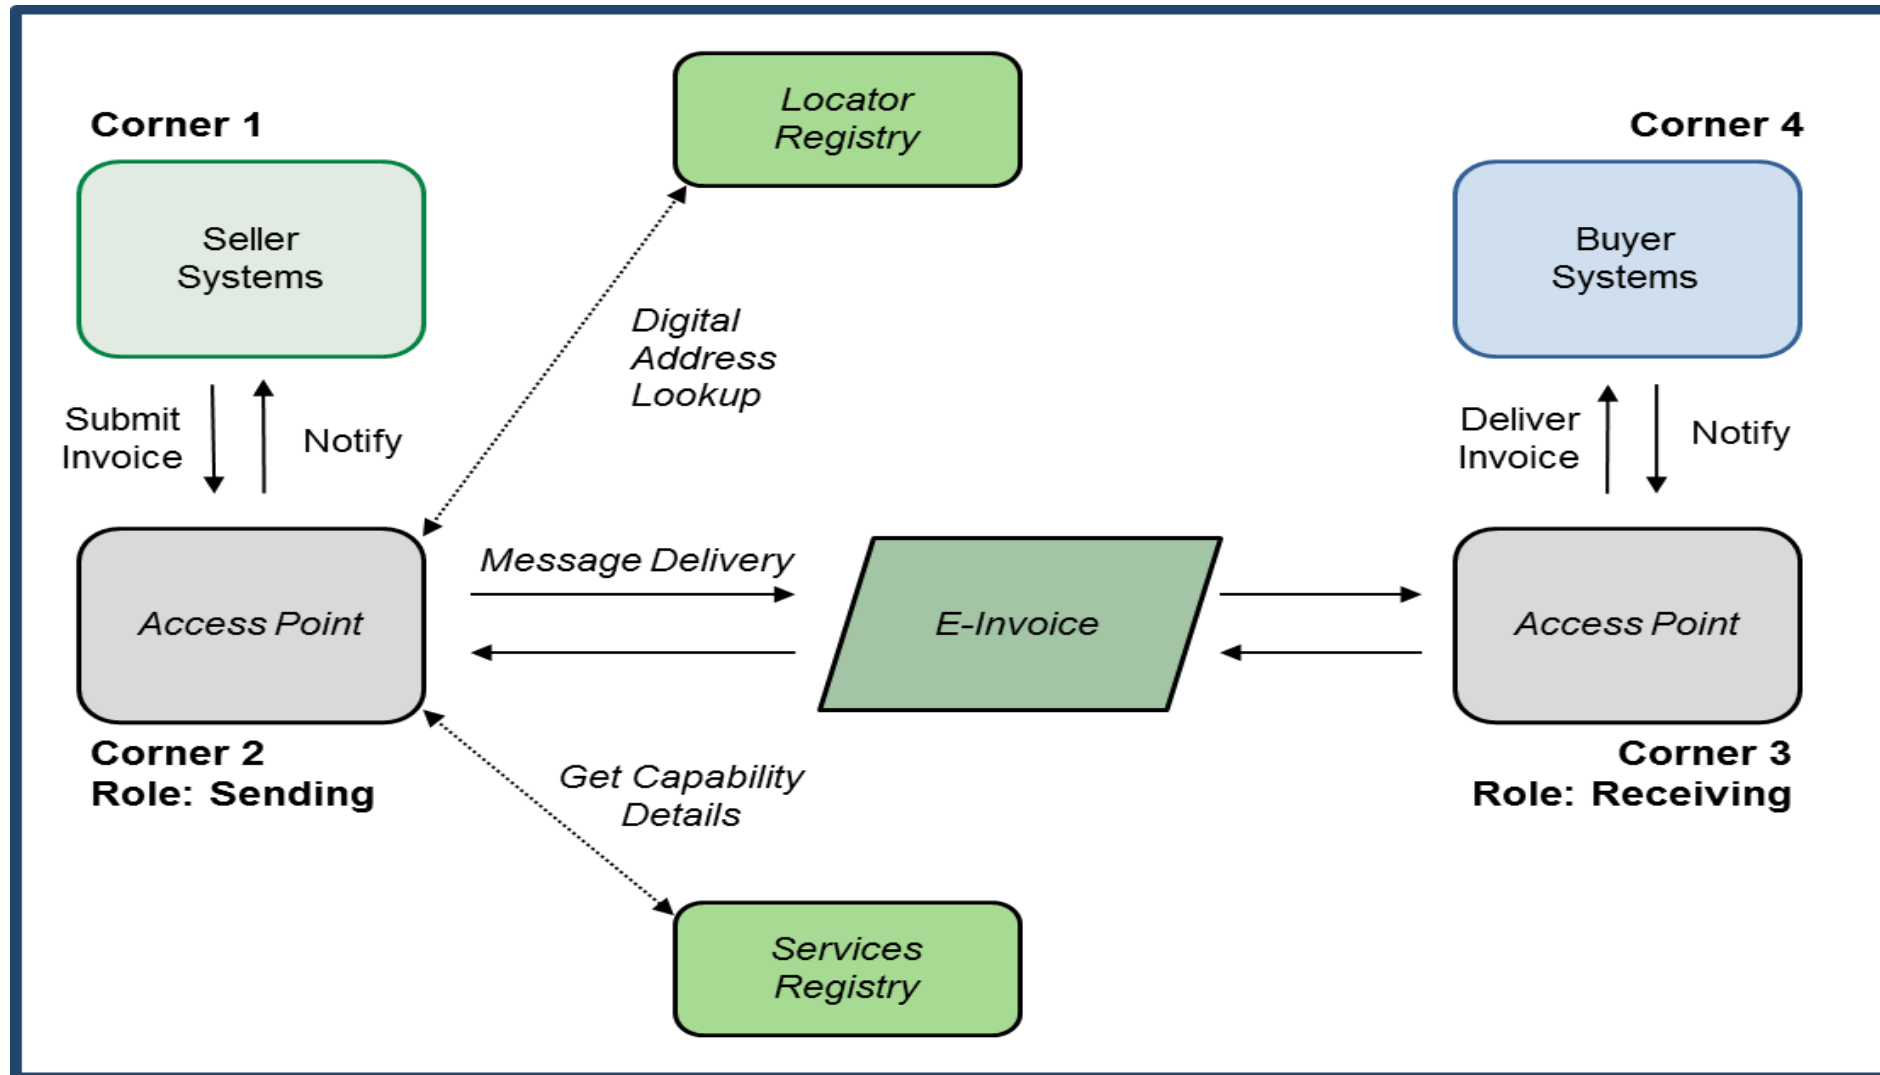 Corner 1
Seller
Systems
Submit
Invoice
Notify
Locator
Registry
Digital
Address
Lookup
Corner 4
Buyer
Systems
Deliver
Invoice
Notify
Access Point
Corner 2
Role: Sending
Message Delivery
E-Invoice
Access Point
Corner 3
Role: Receiving
Get Capability
Details
Services
Registry